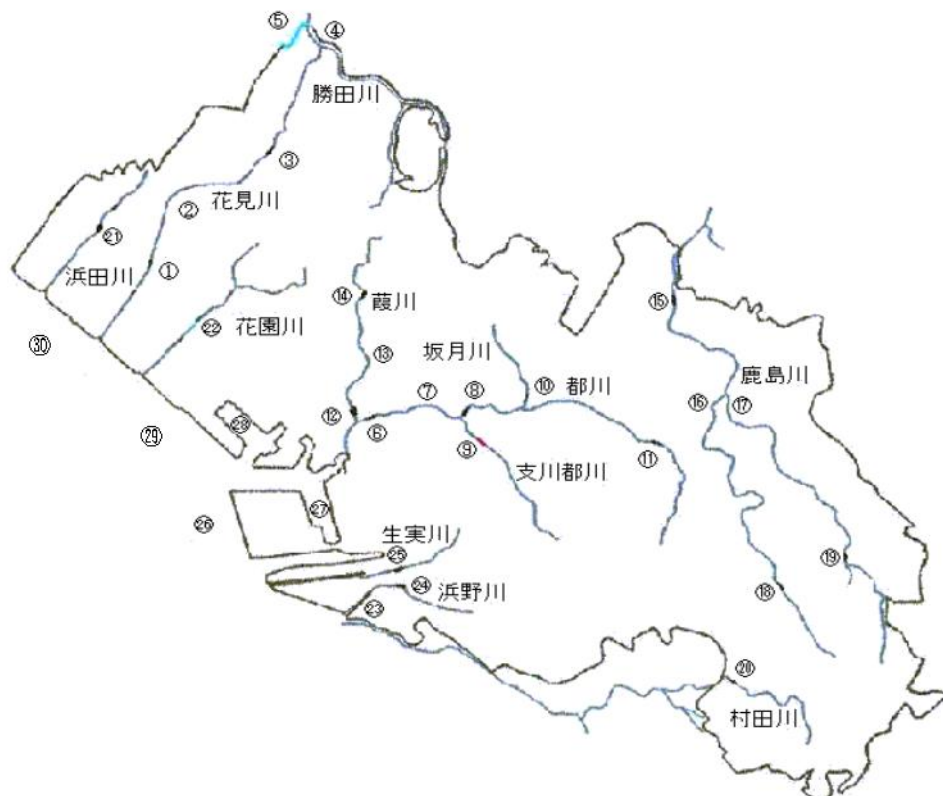 ⑤
④
勝田川
③
花見川
②
㉑
浜田川
①
⑮
⑭
葭川
㉒
花園川
㉚
坂月川
⑬
鹿島川
⑦
⑧
⑩
都川
⑯
⑰
⑫
⑥
㉘
㉙
⑨
⑪
支川都川
㉖
㉗
生実川
㉕
⑲
㉔
浜野川
⑱
㉓
⑳
村田川